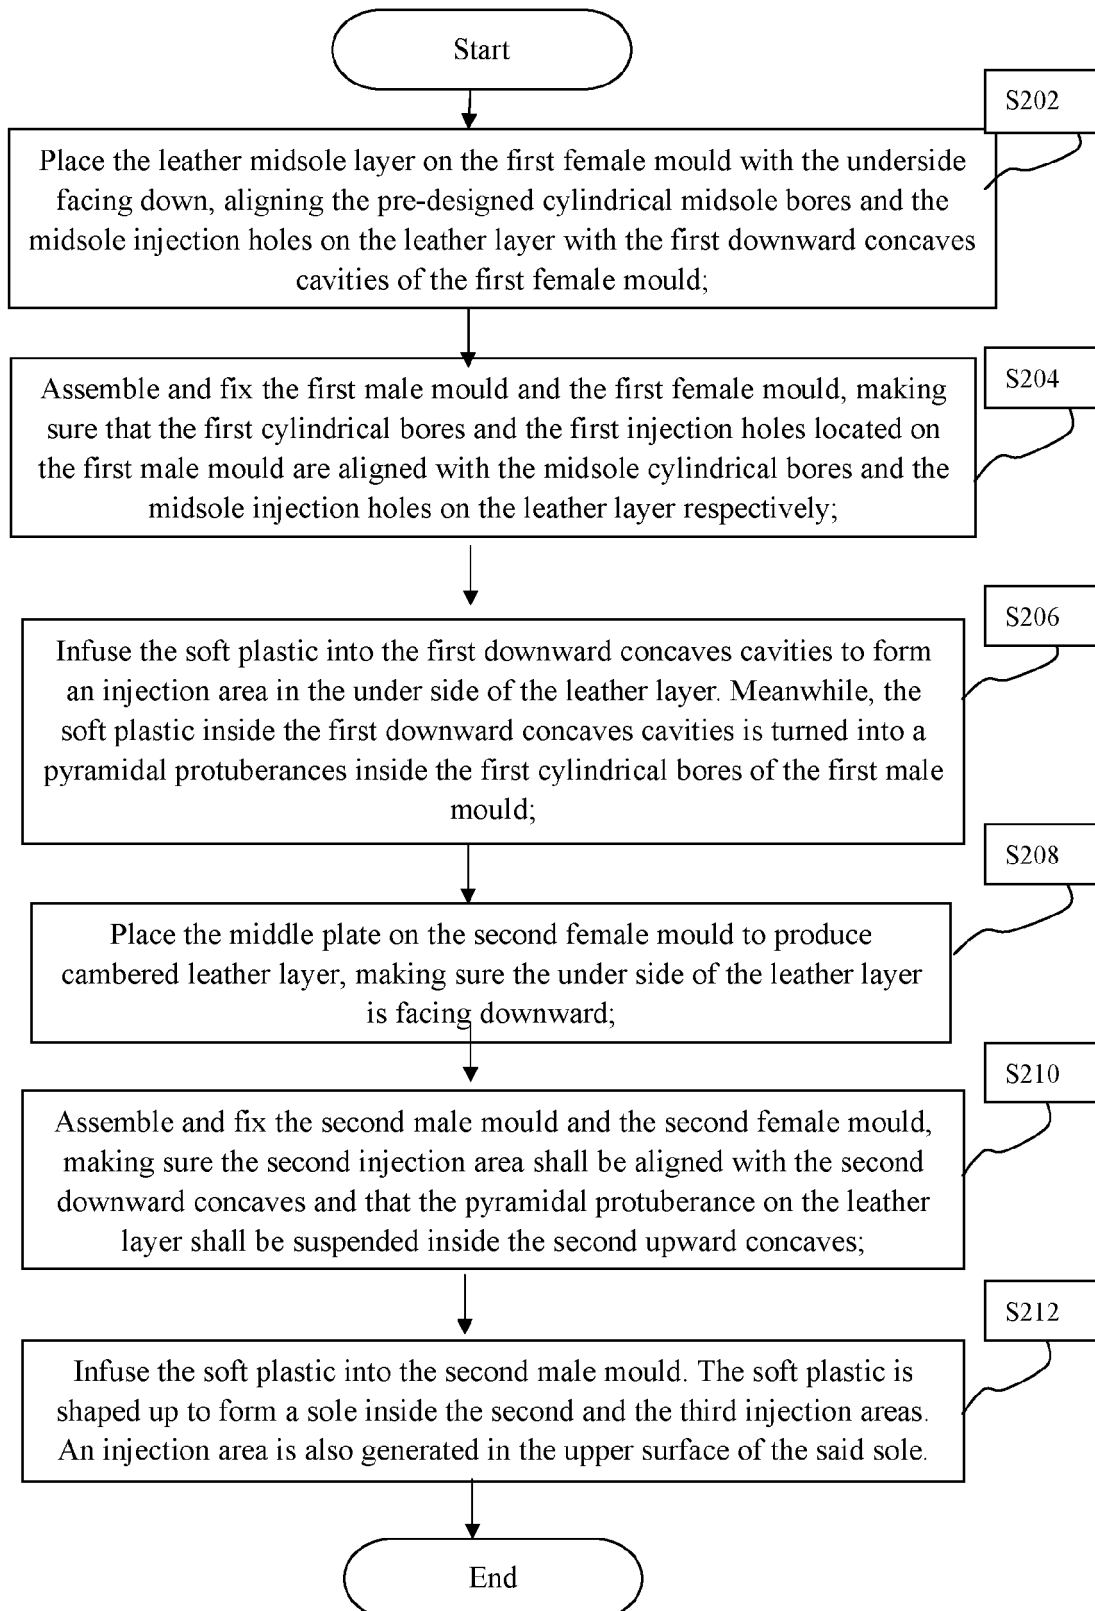 Start
S202
Place the leather midsole layer on the first female mould with the underside
facing down, aligning the pre-designed cylindrical midsole bores and the
midsole injection holes on the leather layer with the first downward concaves
cavities of the first female mould;
S204
Assemble and fix the first male mould and the first female mould, making
sure that the first cylindrical bores and the first injection holes located on
the first male mould are aligned with the midsole cylindrical bores and the
midsole injection holes on the leather layer respectively;
S206
Infuse the soft plastic into the first downward concaves cavities to form
an injection area in the under side of the leather layer. Meanwhile, the
soft plastic inside the first downward concaves cavities is turned into a
pyramidal protuberances inside the first cylindrical bores of the first male
mould;
S208
Place the middle plate on the second female mould to produce
cambered leather layer, making sure the under side of the leather layer
is facing downward;
S210
Assemble and fix the second male mould and the second female mould,
making sure the second injection area shall be aligned with the second
downward concaves and that the pyramidal protuberance on the leather
layer shall be suspended inside the second upward concaves;
S212
Infuse the soft plastic into the second male mould. The soft plastic is
shaped up to form a sole inside the second and the third injection areas.
An injection area is also generated in the upper surface of the said sole.
End